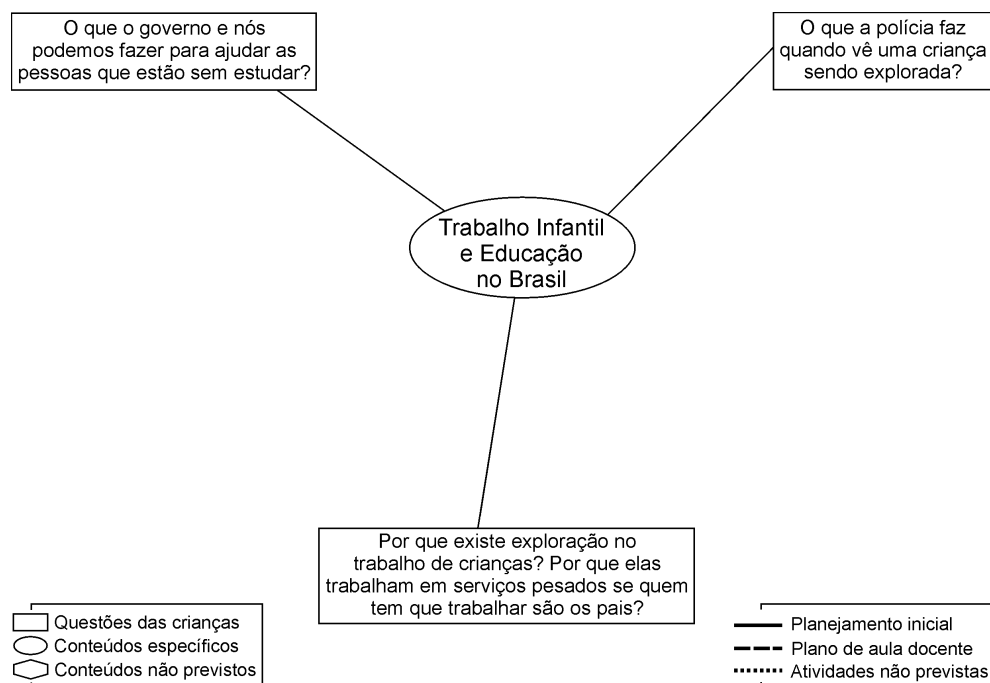 O que o governo e nós
podemos fazer para ajudar as
pessoas que estão sem estudar?
O que a polícia faz
quando vê uma criança
sendo explorada?
Trabalho Infantil
e Educação
no Brasil
Por que existe exploração no
trabalho de crianças? Por que elas
trabalham em serviços pesados se quem
tem que trabalhar são os pais?
Questões das crianças
Conteúdos específicos
Conteúdos não previstos
Planejamento inicial
Plano de aula docente
Atividades não previstas